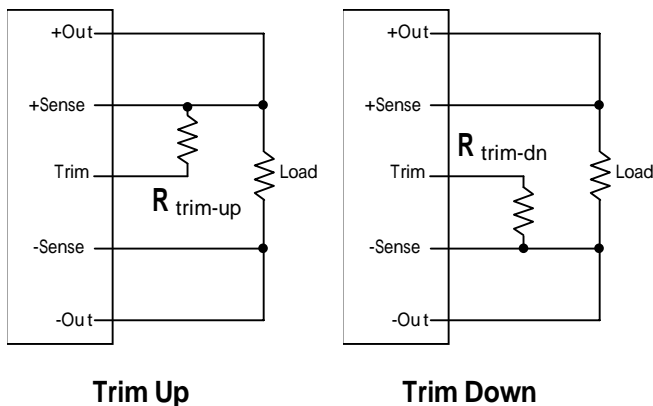 +Out
+Sense
Trim
R trim-up
Load
-Sense
-Out
Trim Up
+Out
+Sense
R trim-dn
Trim
Load
-Sense
-Out
Trim Down